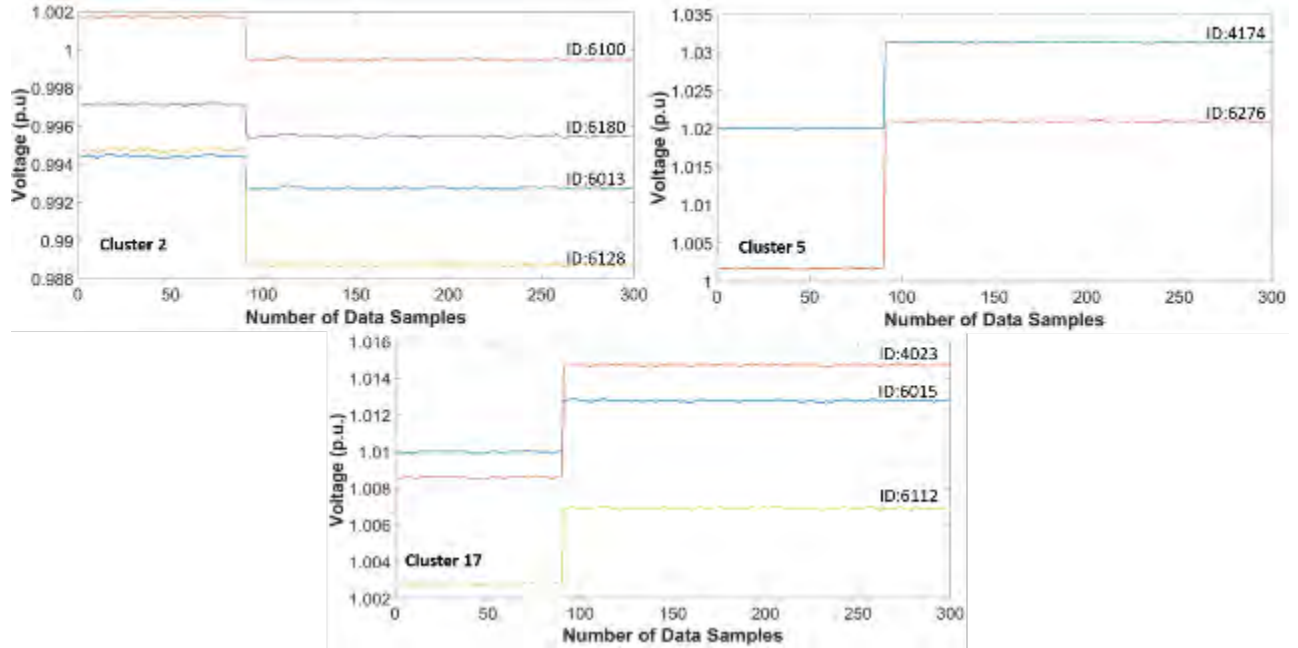 1.002
1
0.998
0.996
0.994
0.992
0.99
0.988
Voltage (p.u)
ID:6100
ID:6180
ID:6013
ID:6128
Cluster 2
0 50 100 150 200 250 300
Number of Data Samples
1.035
1.03
1.025
1.02
1.015
1.01
1.005
1
Voltage (p.u)
ID:4174
ID:6276
Cluster 5
0 50 100 150 200 250 300
Number of Data Samples
1.016
1.014
1.012
1.01
1.008
1.006
1.004
1.002
Voltage (p.u.)
ID:4023
ID:6015
ID:6112
Cluster 17
0 50 100 150 200 250 300
Number of Data Samples